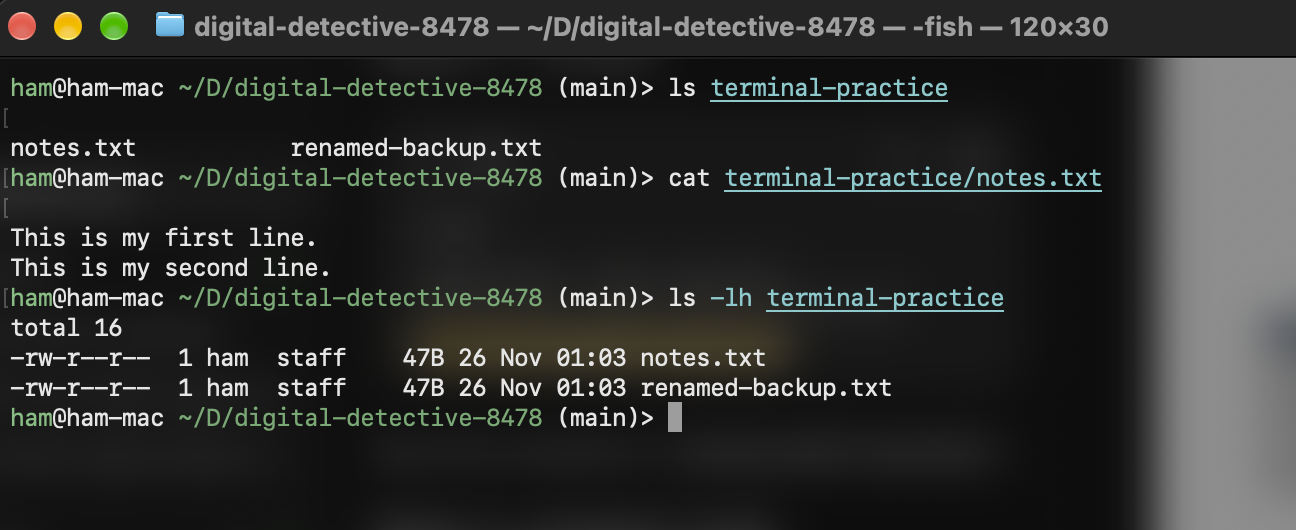 digital-detective-8478 — ~/D/digital-detective-8478 — -fish — 120×30
ham@ham-mac ~/D/digital-detective-8478 (main)> ls terminal-practice
[
notes.txt           renamed-backup.txt
[ham@ham-mac ~/D/digital-detective-8478 (main)> cat terminal-practice/notes.txt
[
This is my first line.
This is my second line.
[ham@ham-mac ~/D/digital-detective-8478 (main)> ls -lh terminal-practice
total 16
-rw-r--r--  1 ham  staff    47B 26 Nov 01:03 notes.txt
-rw-r--r--  1 ham  staff    47B 26 Nov 01:03 renamed-backup.txt
ham@ham-mac ~/D/digital-detective-8478 (main)>